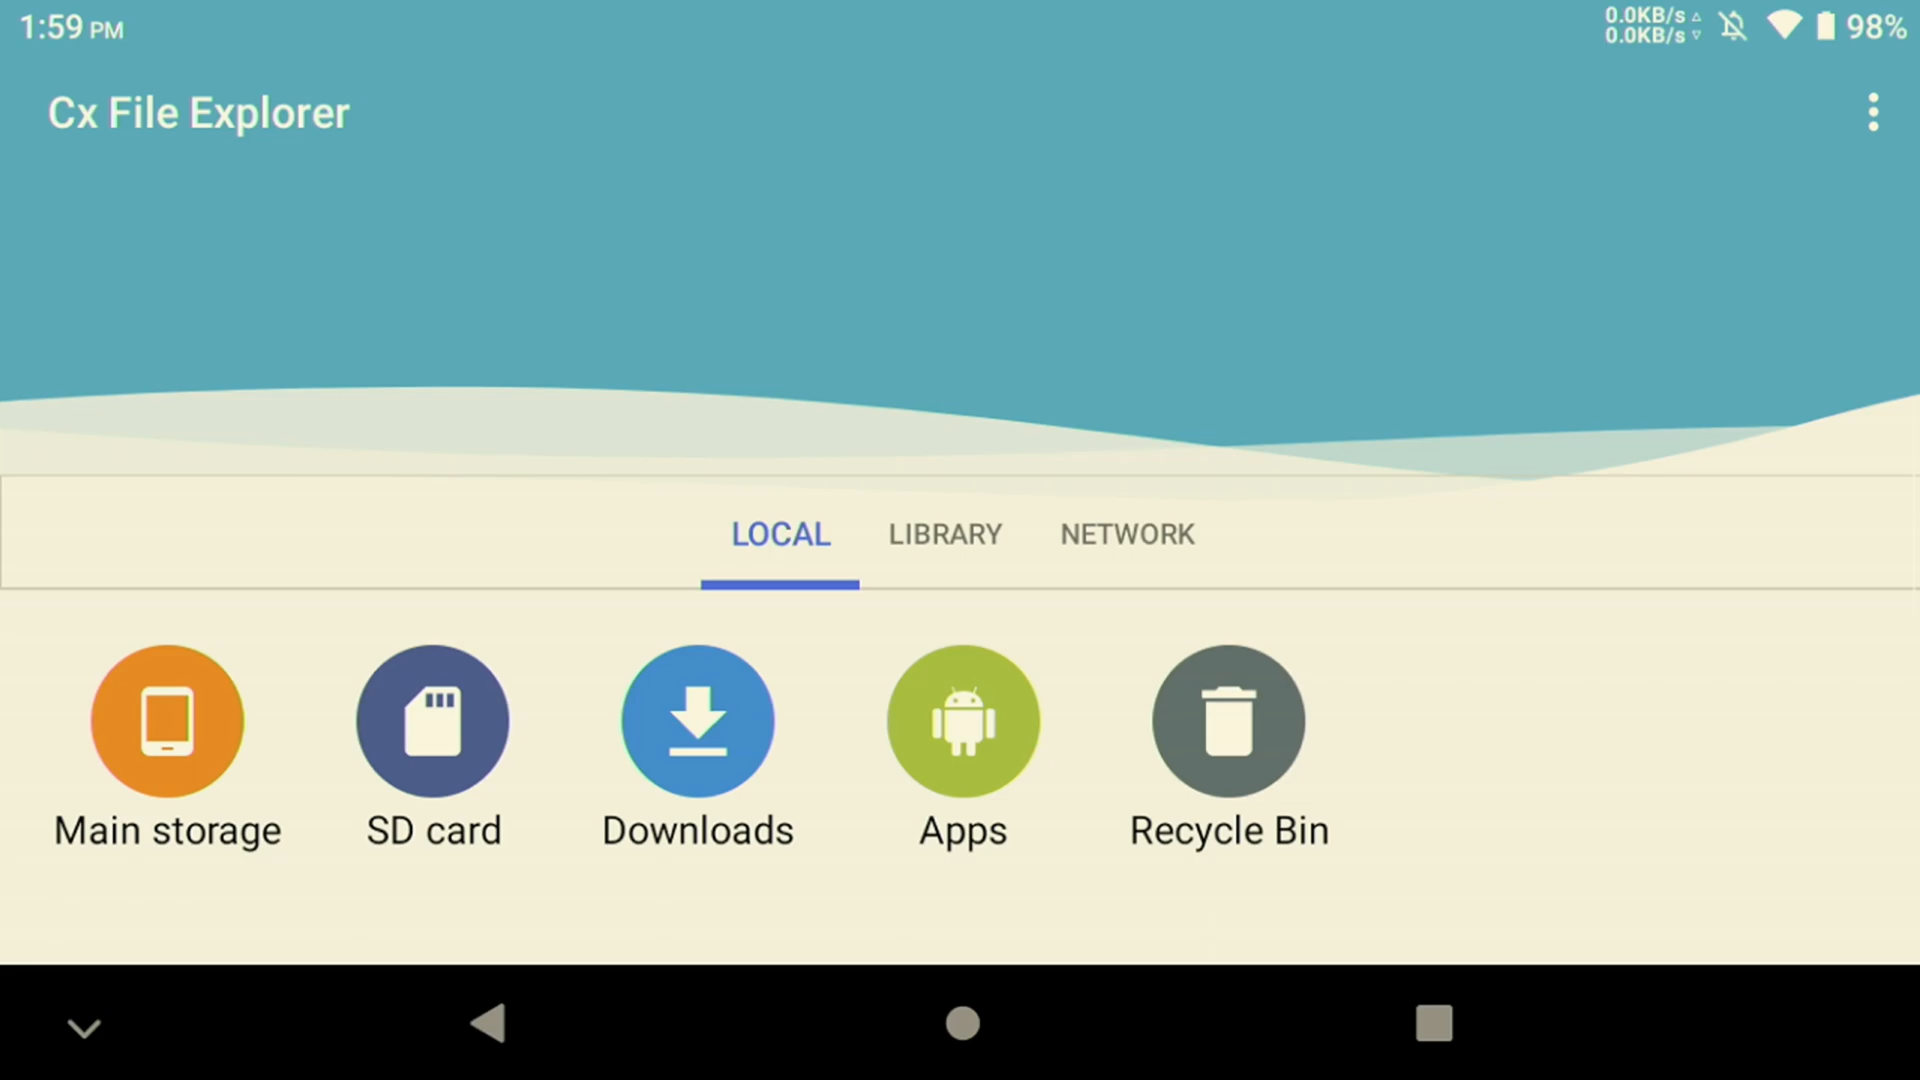 1:59 PM
0.0KB/s
0.0KB/s
98%
Cx File Explorer
LOCAL LIBRARY NETWORK
Main storage SD card Downloads Apps Recycle Bin